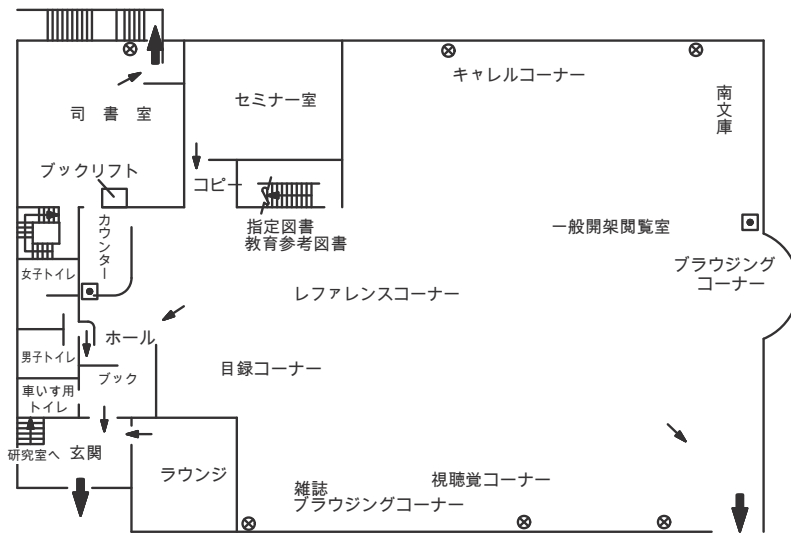 キャレルコーナー
セミナー室
南文庫
司書室
ブックリフト
コピー
カウンター
指定図書
教育参考図書
一般開架閲覧室
女子トイレ
ブラウジング
コーナー
レファレンスコーナー
ホール
男子トイレ
ブック
目録コーナー
車いす用
トイレ
研究室へ
玄関
ラウンジ
視聴覚コーナー
雑誌
ブラウジングコーナー